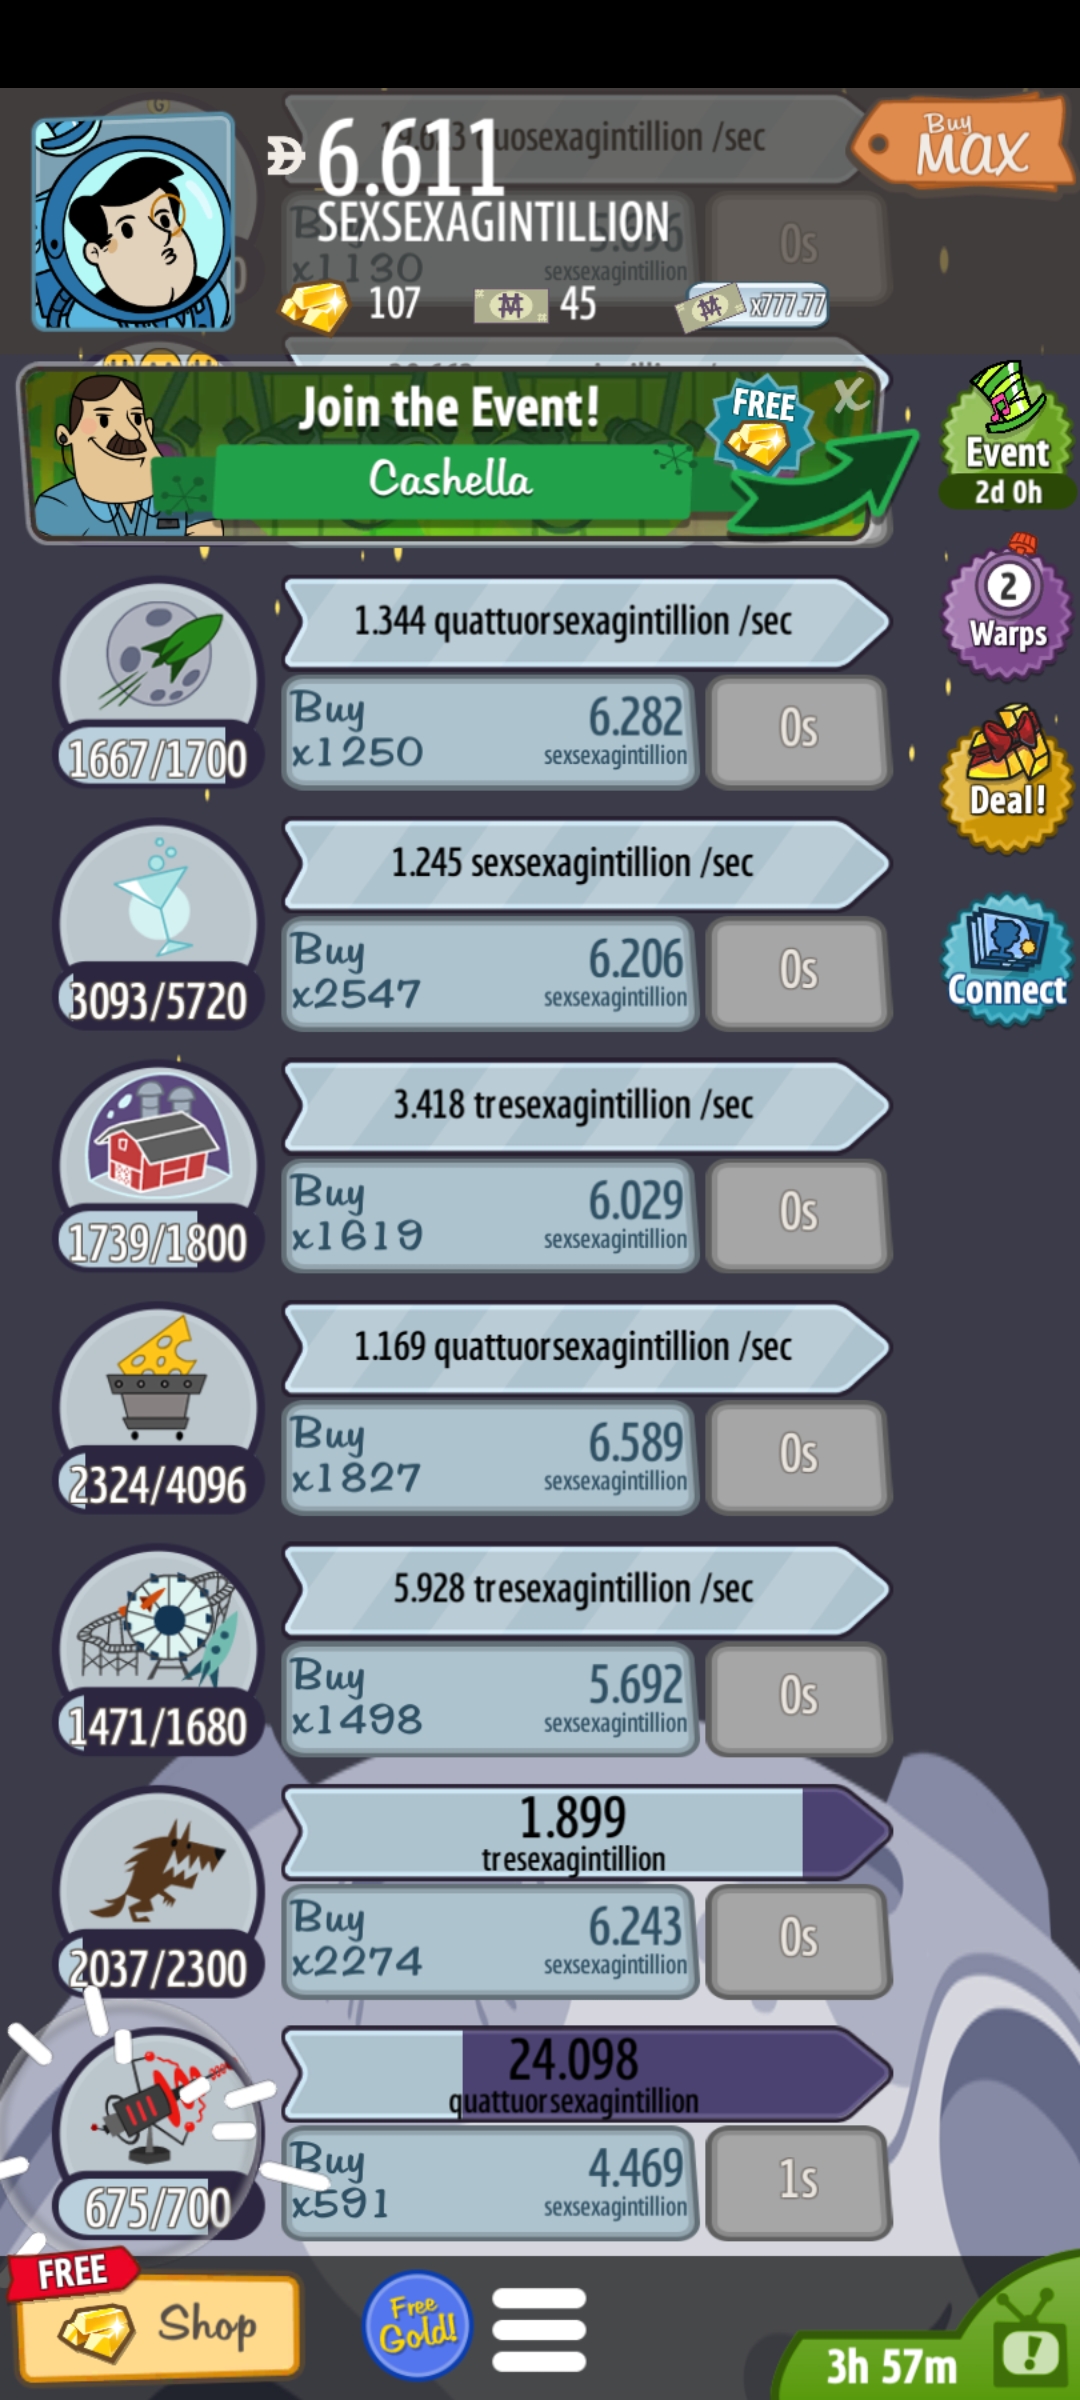 6.611
SEXSEXAGINTILLION
Buy
MAX
107
45
x777.77
/sec
x1130
sexsexagintillion
0s
Join the Event!
Cashella
FREE
X
Event
2d 0h
1.344 quattuorsexagintillion /sec
Buy
x1250
6.282
sexsexagintillion
0s
1667/1700
2
Warps
Deal!
1.245 sexsexagintillion /sec
Buy
x2547
6.206
sexsexagintillion
0s
3093/5720
Connect
3.418 tresexagintillion /sec
Buy
x1619
6.029
sexsexagintillion
0s
1739/1800
1.169 quattuorsexagintillion /sec
Buy
x1827
6.589
sexsexagintillion
0s
2324/4096
5.928 tresexagintillion /sec
Buy
x1498
5.692
sexsexagintillion
0s
1471/1680
1.899
tresexagintillion
Buy
x2274
6.243
sexsexagintillion
0s
2037/2300
24.098
quattuorsexagintillion
Buy
x591
4.469
sexsexagintillion
1s
675/700
FREE
Shop
Free
Gold!
3h 57m